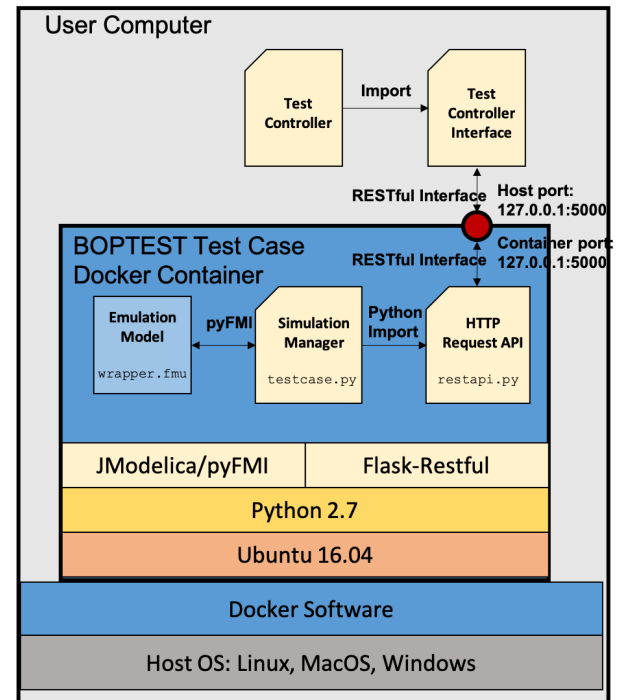 User Computer
Test
Controller
Import
Test
Controller
Interface
RESTful Interface
Host port:
127.0.0.1:5000
BOPTEST Test Case
Docker Container
RESTful Interface
Container port:
127.0.0.1:5000
Emulation
Model
wrapper.fmu
pyFMI
Simulation
Manager
testcase.py
Python
Import
HTTP
Request API
restapi.py
JModelica/pyFMI
Flask-Restful
Python 2.7
Ubuntu 16.04
Docker Software
Host OS: Linux, MacOS, Windows